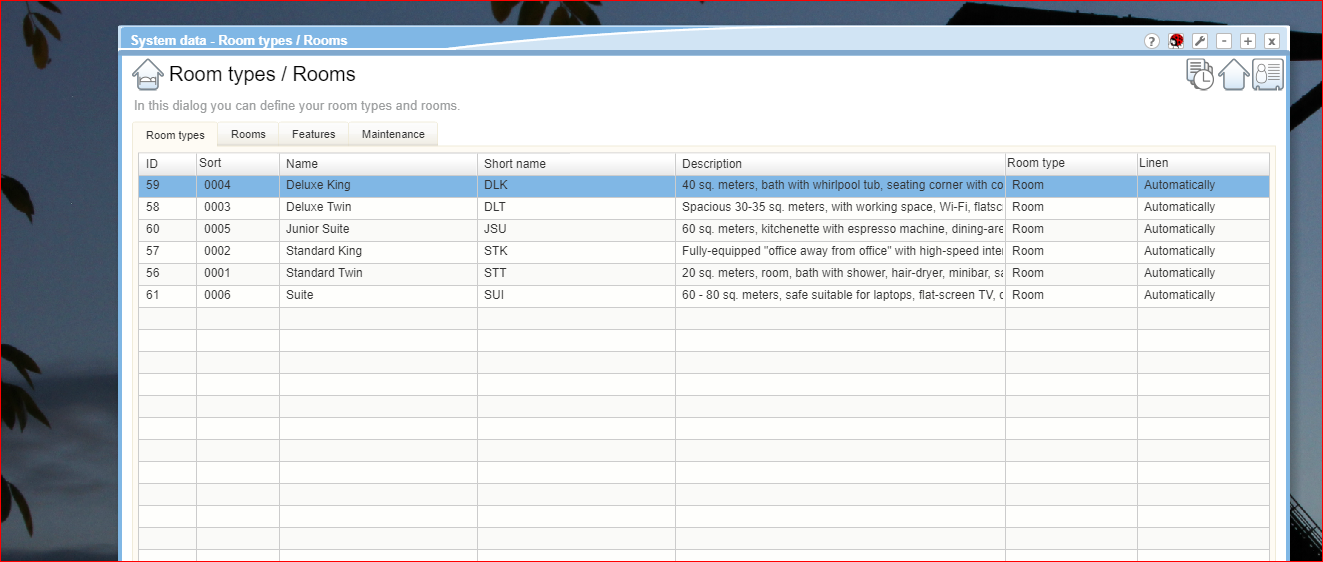 System data - Room types / Rooms
? - + x
Room types / Rooms
In this dialog you can define your room types and rooms.
Room types Rooms Features Maintenance
ID Sort Name Short name Description Room type Linen
59 0004 Deluxe King DLK 40 sq. meters, bath with whirlpool tub, seating corner with co Room Automatically
58 0003 Deluxe Twin DLT Spacious 30-35 sq. meters, with working space, Wi-Fi, flatsc Room Automatically
60 0005 Junior Suite JSU 60 sq. meters, kitchenette with espresso machine, dining-are Room Automatically
57 0002 Standard King STK Fully-equipped "office away from office" with high-speed inter Room Automatically
56 0001 Standard Twin STT 20 sq. meters, room, bath with shower, hair-dryer, minibar, sa Room Automatically
61 0006 Suite SUI 60 - 80 sq. meters, safe suitable for laptops, flat-screen TV, c Room Automatically